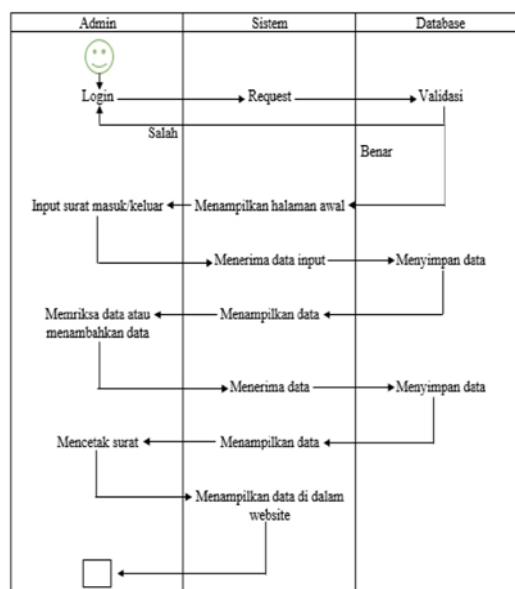 Admin Sistem Database
Login Request Validasi
Salah
Benar
Input surat masuk/keluar Menampilkan halaman awal
Menerima data input Menyimpan data
Memriksa data atau Menampilkan data
menambahkan data
Menerima data Menyimpan data
Mencetak surat Menampilkan data
Menampilkan data di dalam
website